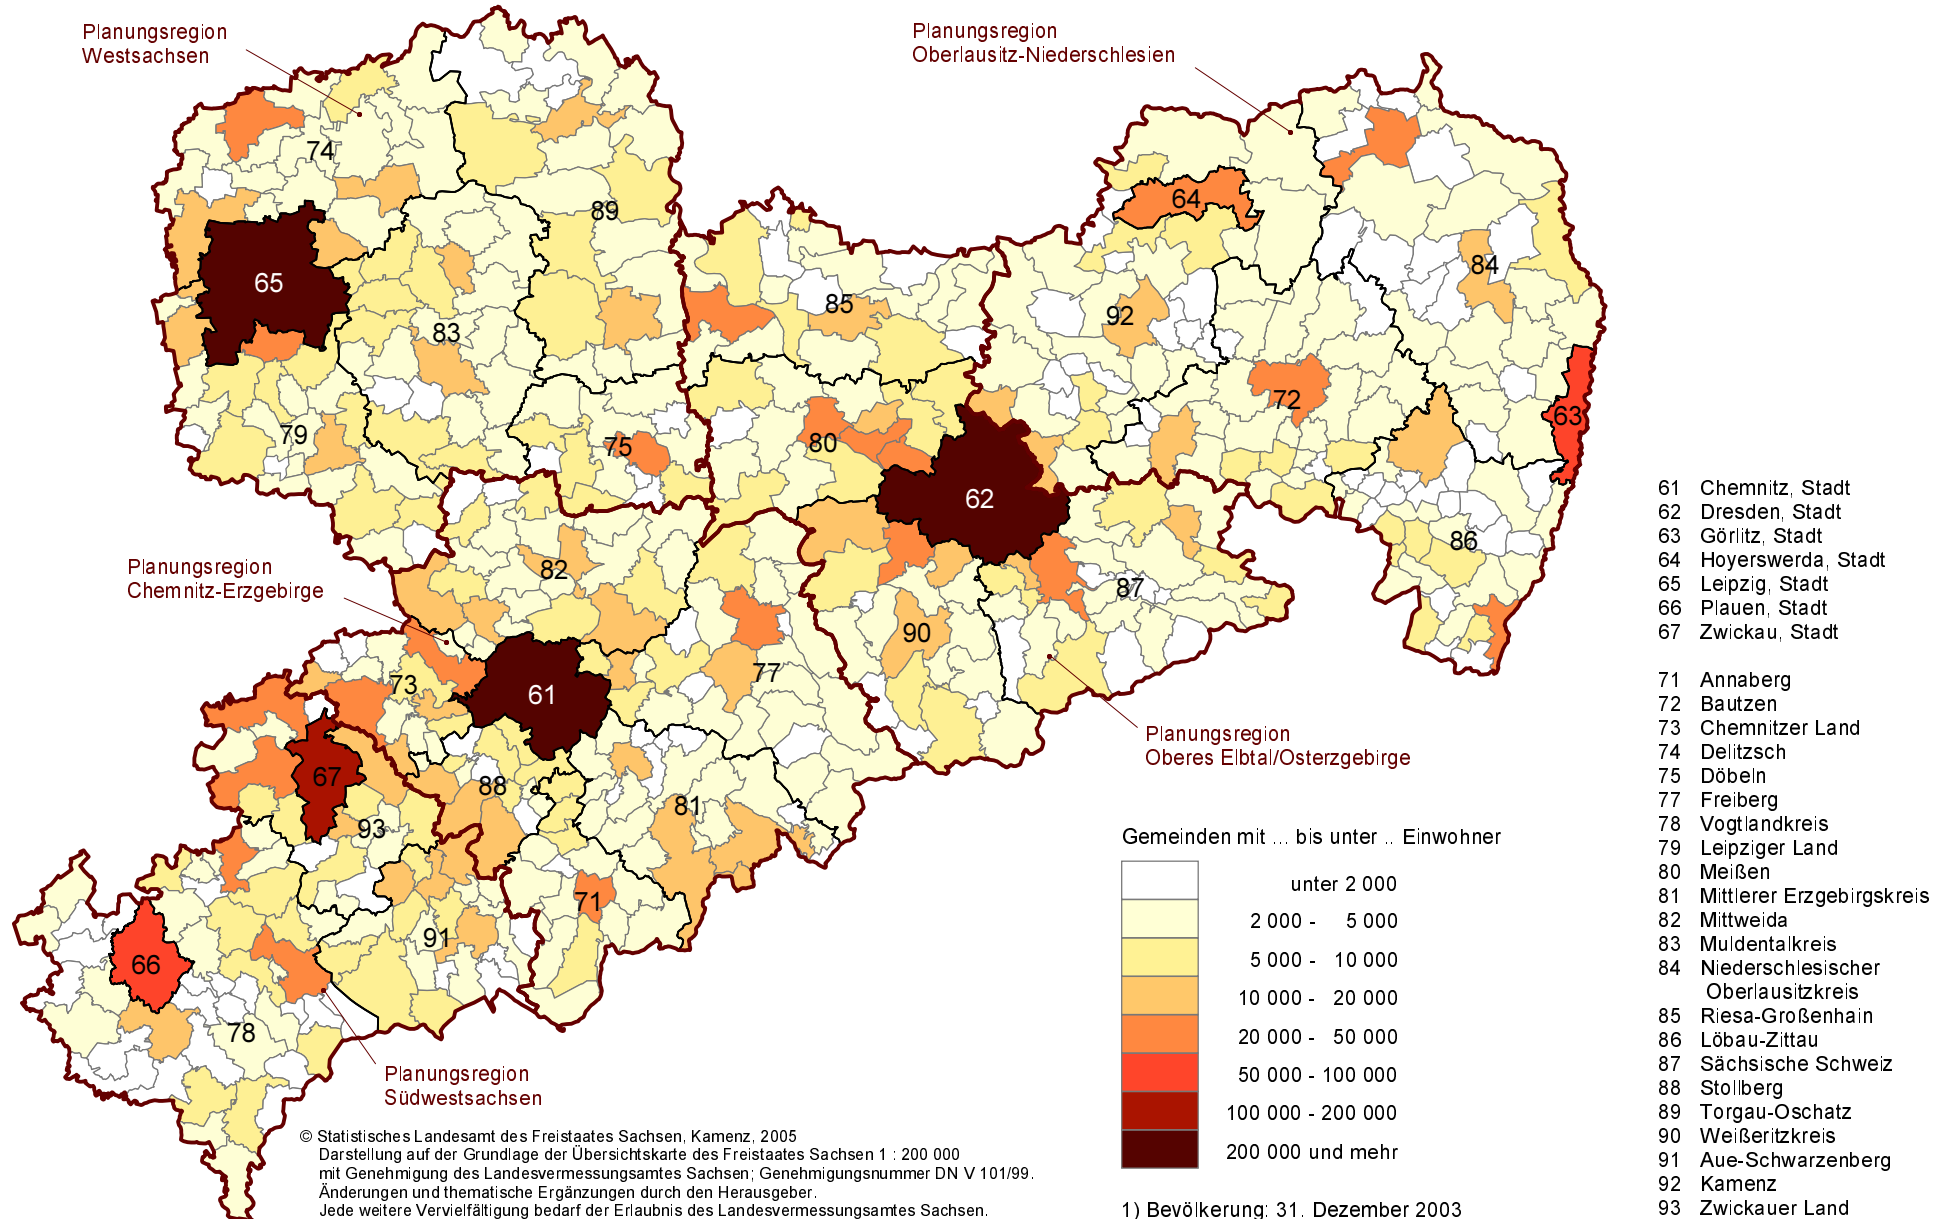 Planungsregion
Westsachsen
Planungsregion
Oberlausitz-Niederschlesien
74
64
89
65
84
85
92
83
72
63
79
75
80
62
86
82
87
Planungsregion
Chemnitz-Erzgebirge
90
77
73
61
67
88
81
93
71
91
66
78
Planungsregion
Oberes Elbtal/Osterzgebirge
Planungsregion
Südwestsachsen
61 Chemnitz, Stadt
62 Dresden, Stadt
63 Görlitz, Stadt
64 Hoyerswerda, Stadt
65 Leipzig, Stadt
66 Plauen, Stadt
67 Zwickau, Stadt
71 Annaberg
72 Bautzen
73 Chemnitzer Land
74 Delitzsch
75 Döbeln
77 Freiberg
78 Vogtlandkreis
79 Leipziger Land
80 Meißen
81 Mittlerer Erzgebirgskreis
82 Mittweida
83 Muldentalkreis
84 Niederschlesischer
Oberlausitzkreis
85 Riesa-Großenhain
86 Löbau-Zittau
87 Sächsische Schweiz
88 Stollberg
89 Torgau-Oschatz
90 Weißeritzkreis
91 Aue-Schwarzenberg
92 Kamenz
93 Zwickauer Land
Gemeinden mit ... bis unter .. Einwohner
unter 2 000
2 000 - 5 000
5 000 - 10 000
10 000 - 20 000
20 000 - 50 000
50 000 - 100 000
100 000 - 200 000
200 000 und mehr
1) Bevölkerung: 31. Dezember 2003
© Statistisches Landesamt des Freistaates Sachsen, Kamenz, 2005
Darstellung auf der Grundlage der Übersichtskarte des Freistaates Sachsen 1 : 200 000
mit Genehmigung des Landesvermessungsamtes Sachsen; Genehmigungsnummer DN V 101/99.
Änderungen und thematische Ergänzungen durch den Herausgeber.
Jede weitere Vervielfältigung bedarf der Erlaubnis des Landesvermessungsamtes Sachsen.